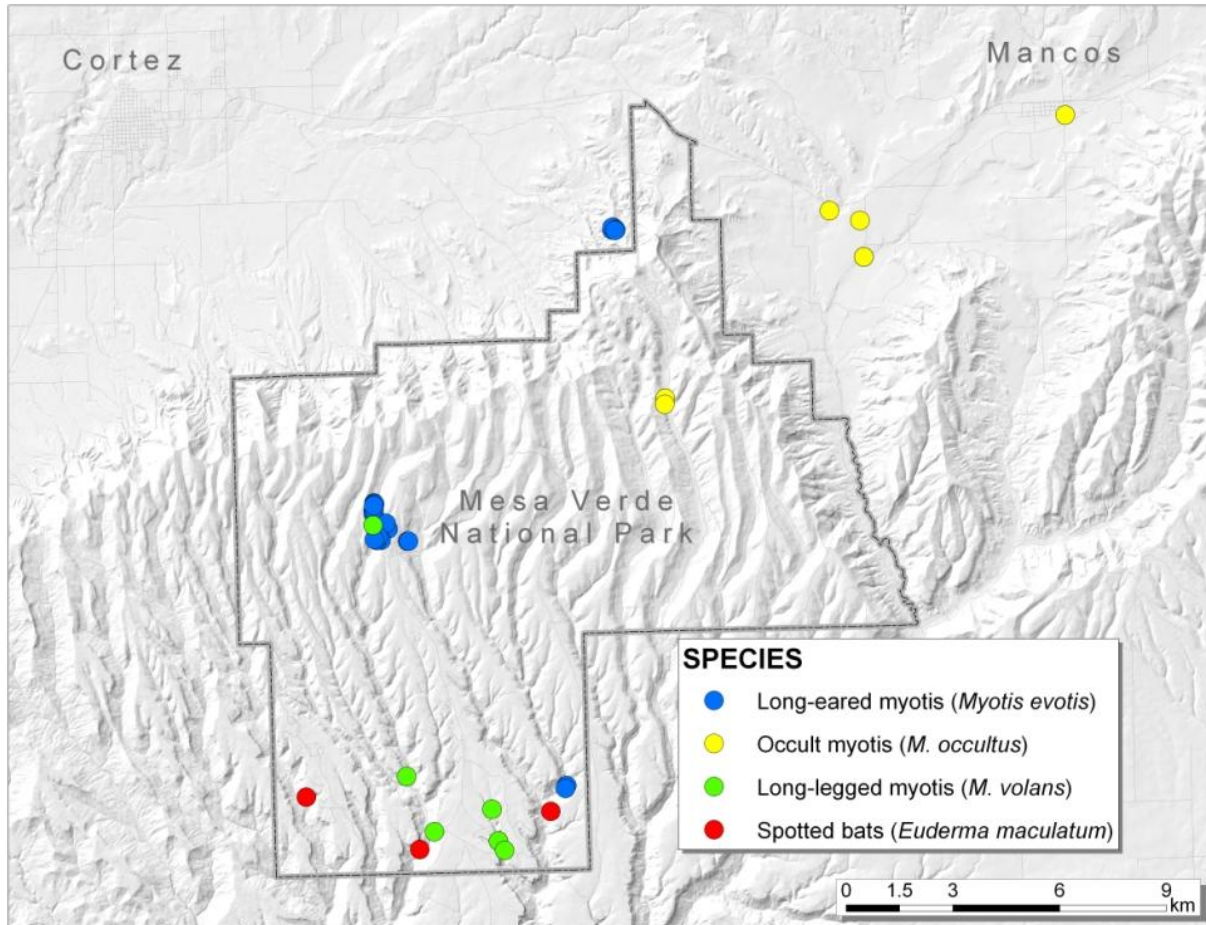 Cortez
Mancos
Mesa Verde
National Park
SPECIES
Long-eared myotis (Myotis evotis)
Occult myotis (M. occultus)
Long-legged myotis (M. volans)
Spotted bats (Euderma maculatum)
0 1.5 3 6 9
km